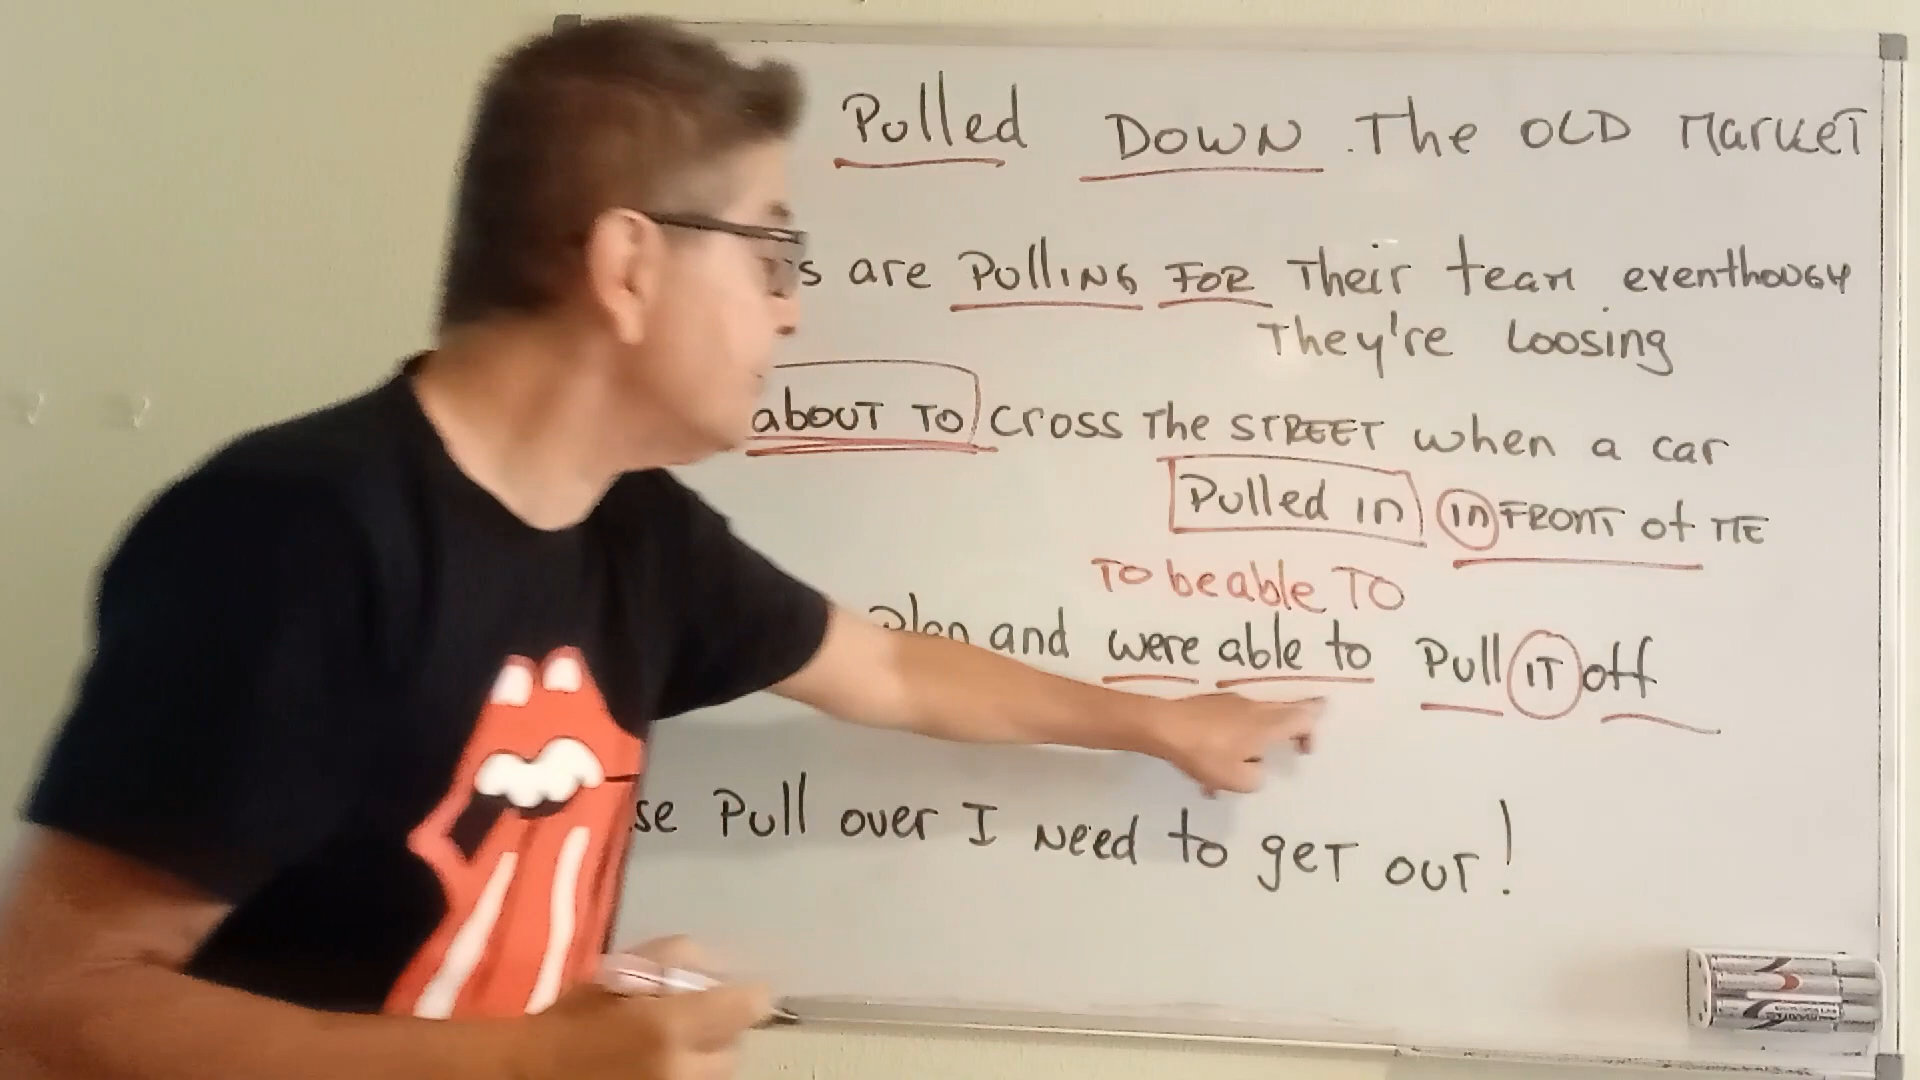 Pulled DOWN The OLD MarkeT
s are PULLING FOR Their team eventhough
They're Loosing
abouT TO cross The STREET when a car
Pulled in in FRONT of ME
TO be able TO
plan and were able to Pull IT off
se Pull over I Need to geT ouT!